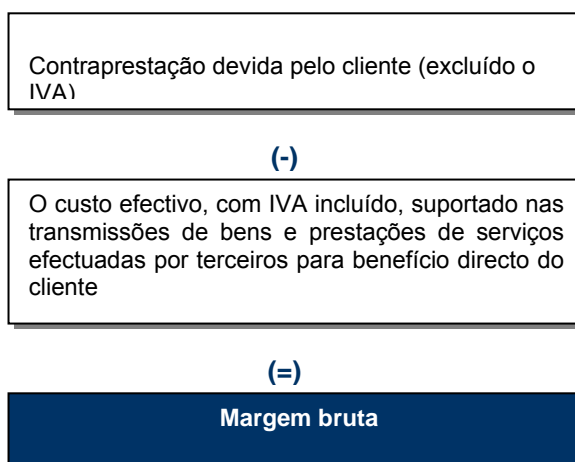 Contraprestação devida pelo cliente (excluído o
IVA)
(-)
O custo efectivo, com IVA incluído, suportado nas
transmissões de bens e prestações de serviços
efectuadas por terceiros para benefício directo do
cliente
(=)
Margem bruta